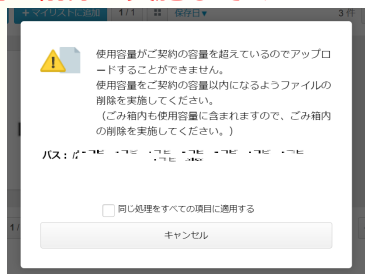 +マイリストに追加 1/1 保存日▼ 3件
使用容量がご契約の容量を超えているのでアップロ
ードすることができません。
使用容量をご契約の容量以内になるようファイルの
削除を実施してください。
（ごみ箱内も使用容量に含まれますので、ごみ箱内
の削除を実施してください。）
パス：
同じ処理をすべての項目に適用する
キャンセル